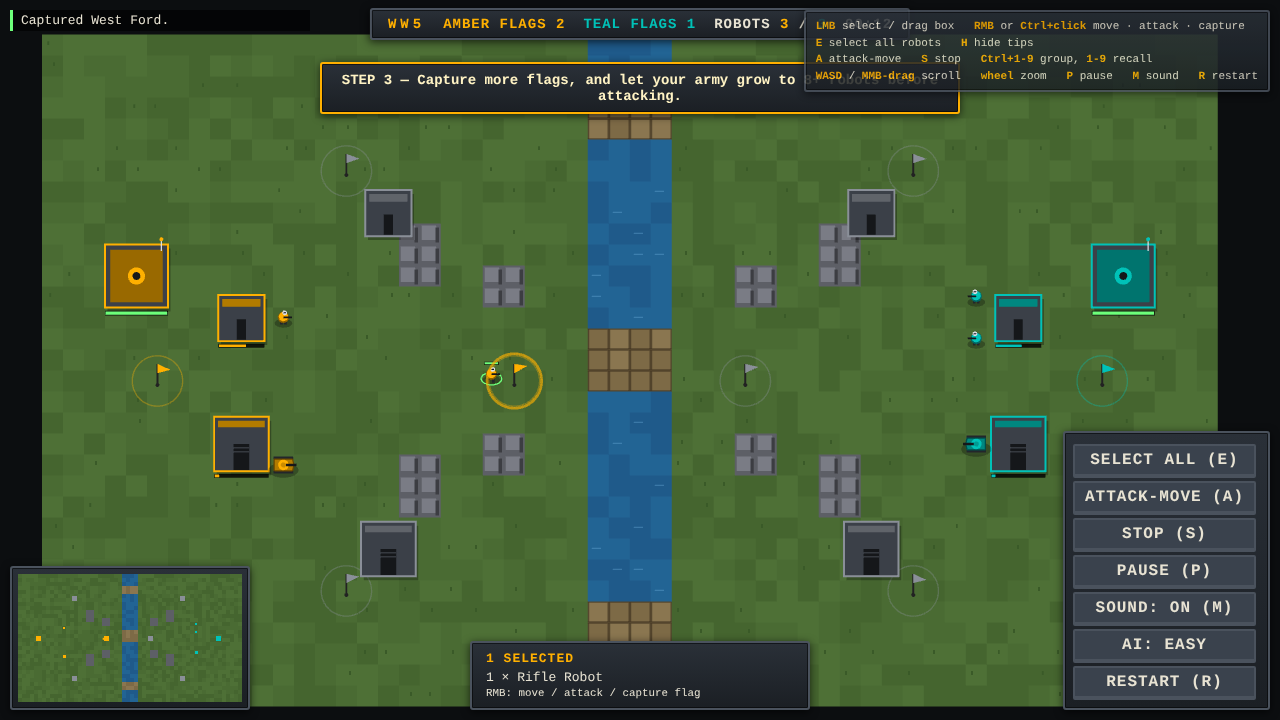 Captured West Ford.
WW5 AMBER FLAGS 2 TEAL FLAGS 1 ROBOTS 3 /
LMB select / drag box RMB or Ctrl+click move · attack · capture
E select all robots H hide tips
A attack-move S stop Ctrl+1-9 group, 1-9 recall
WASD / MMB-drag scroll wheel zoom P pause M sound R restart
STEP 3 — Capture more flags, and let your army grow to 8+ robots before
attacking.
SELECT ALL (E)
ATTACK-MOVE (A)
STOP (S)
PAUSE (P)
SOUND: ON (M)
AI: EASY
RESTART (R)
1 SELECTED
1 × Rifle Robot
RMB: move / attack / capture flag